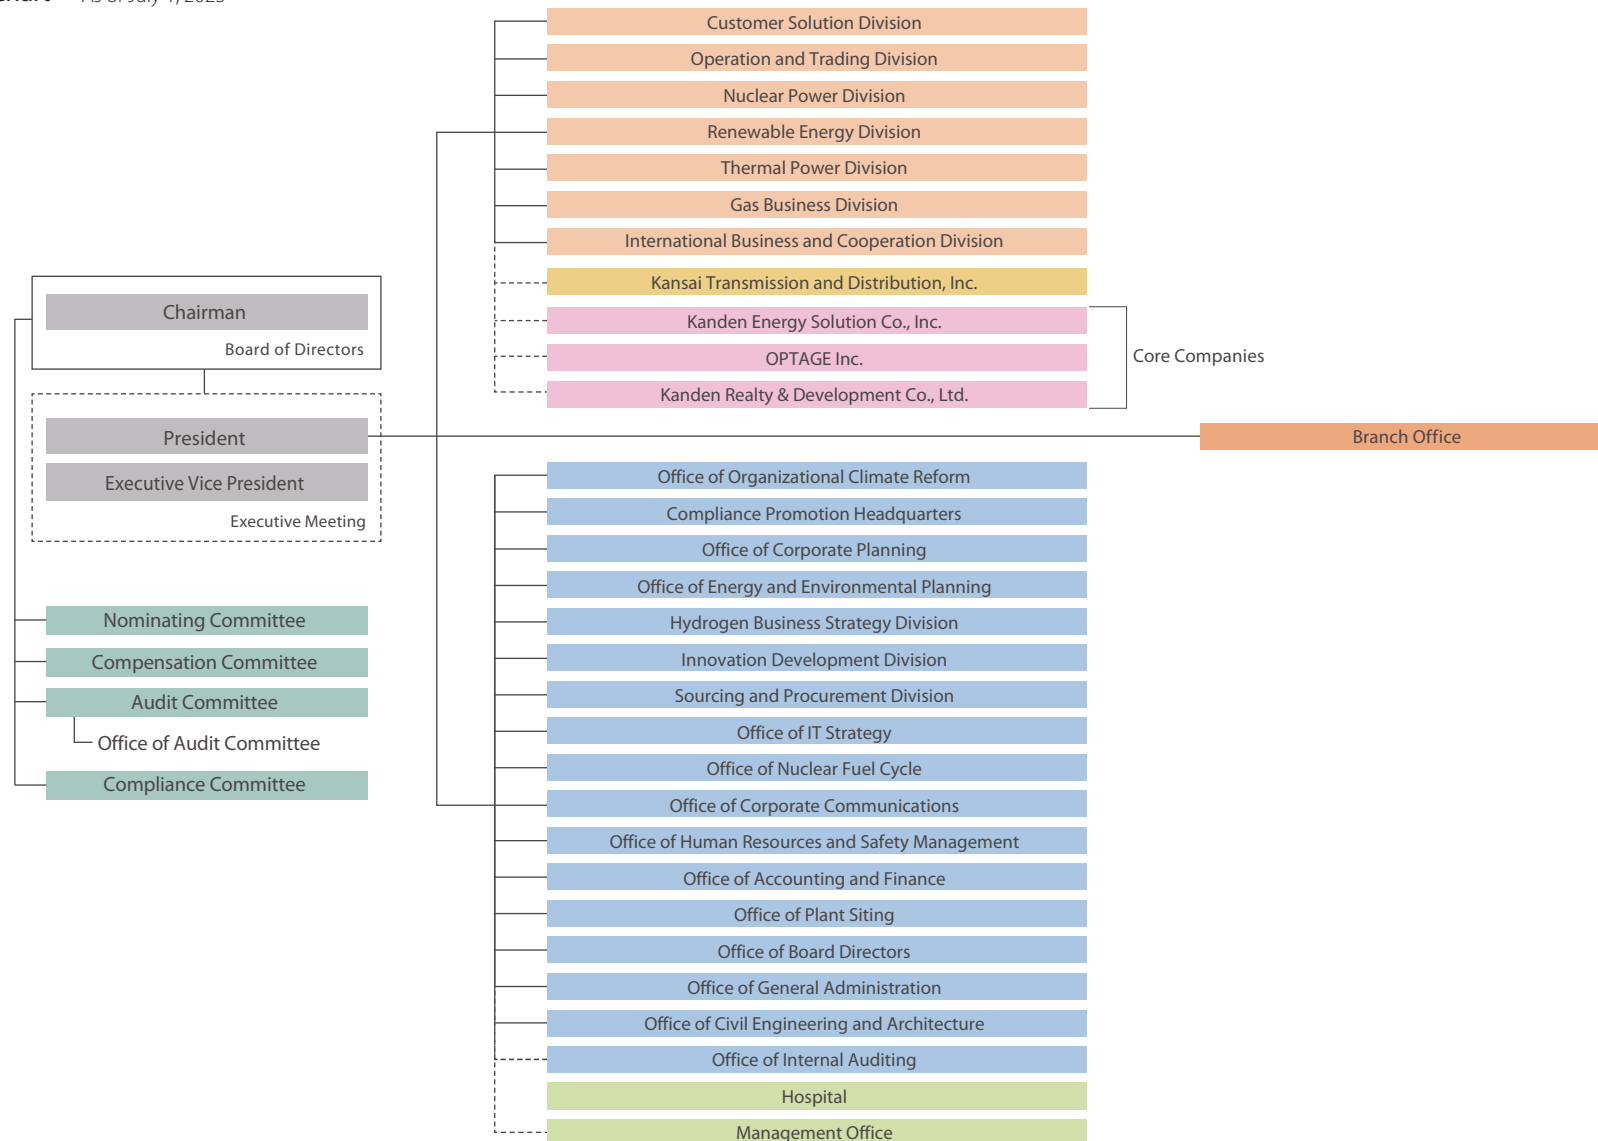 As of July 1, 2023
Customer Solution Division
Operation and Trading Division
Nuclear Power Division
Renewable Energy Division
Thermal Power Division
Gas Business Division
International Business and Cooperation Division
Kansai Transmission and Distribution, Inc.
Kanden Energy Solution Co., Inc.
OPTAGE Inc.
Kanden Realty & Development Co., Ltd.
Core Companies
Chairman
Board of Directors
President
Executive Vice President
Executive Meeting
Branch Office
Nominating Committee
Compensation Committee
Audit Committee
Office of Audit Committee
Compliance Committee
Office of Organizational Climate Reform
Compliance Promotion Headquarters
Office of Corporate Planning
Office of Energy and Environmental Planning
Hydrogen Business Strategy Division
Innovation Development Division
Sourcing and Procurement Division
Office of IT Strategy
Office of Nuclear Fuel Cycle
Office of Corporate Communications
Office of Human Resources and Safety Management
Office of Accounting and Finance
Office of Plant Siting
Office of Board Directors
Office of General Administration
Office of Civil Engineering and Architecture
Office of Internal Auditing
Hospital
Management Office